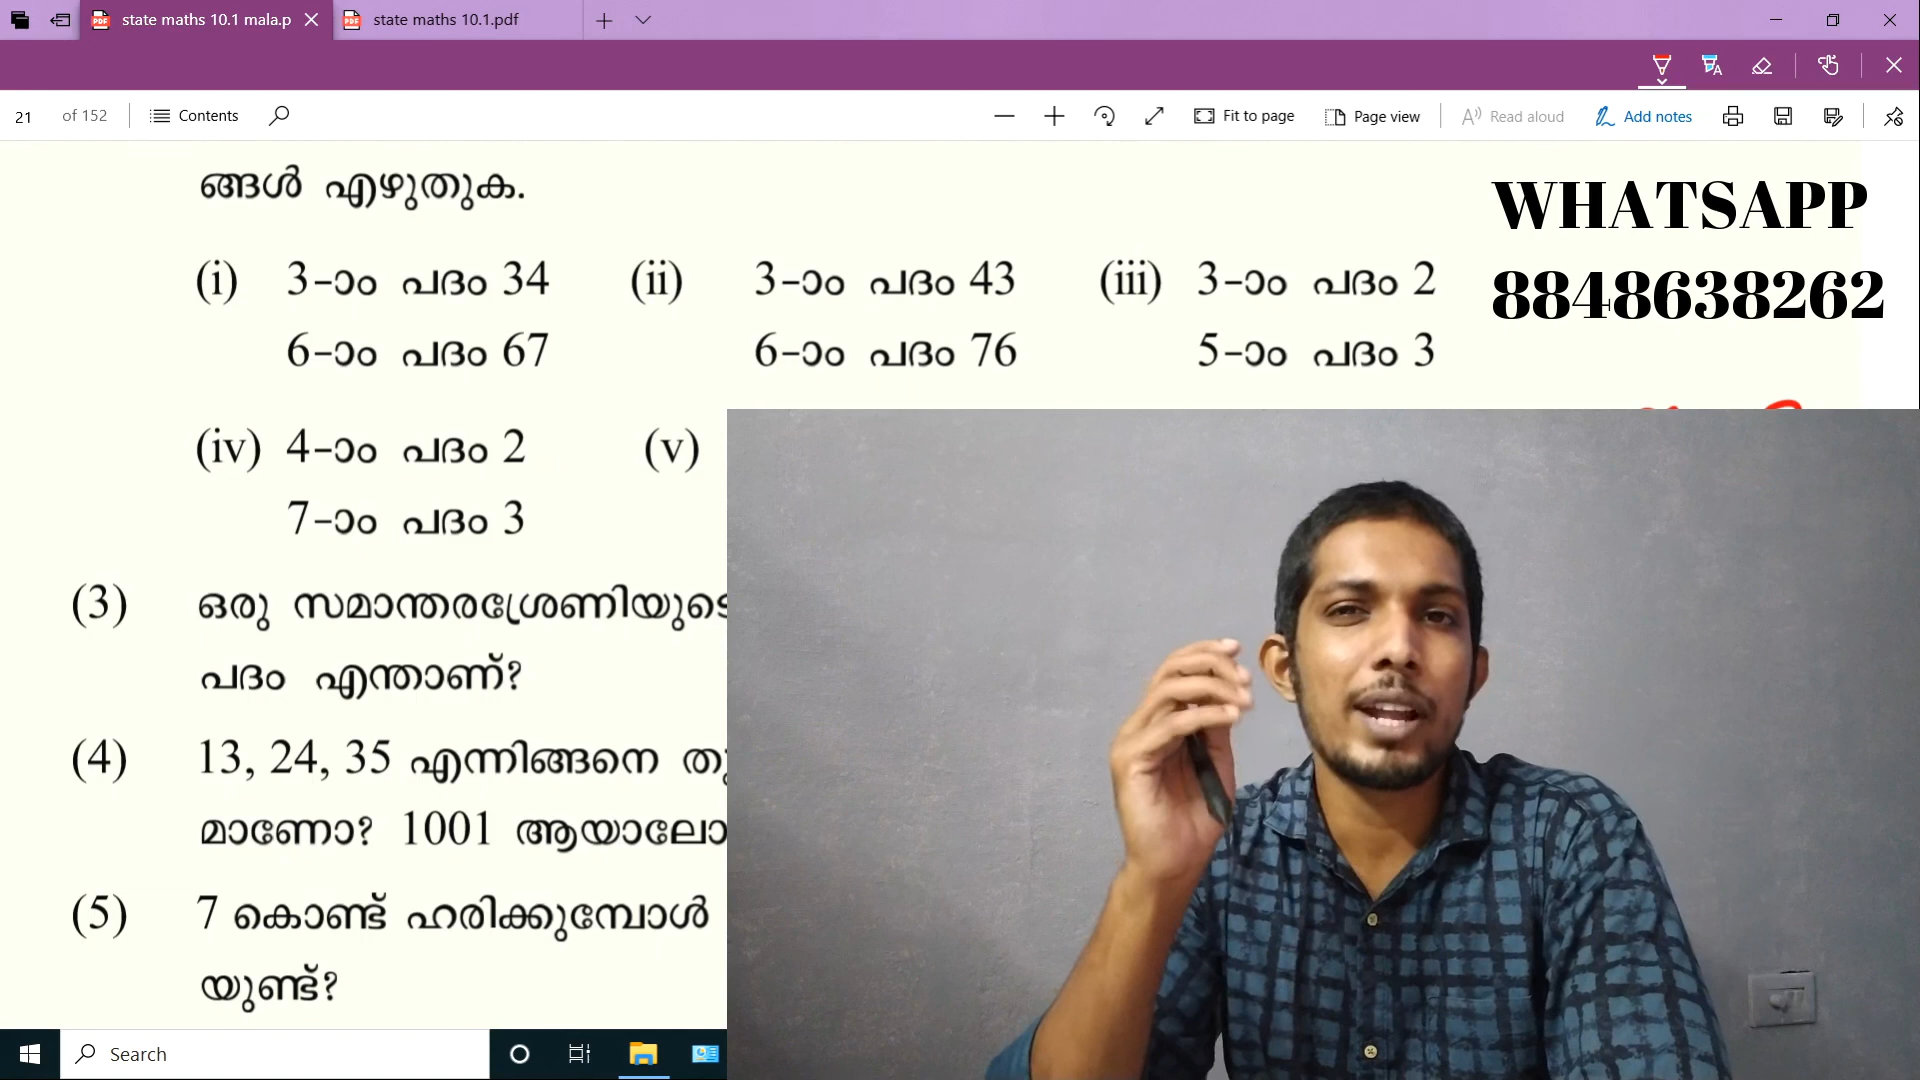 state maths 10.1 mala.p
state maths 10.1.pdf
21 of 152 Contents Fit to page Page view Read aloud Add notes
ങ്ങൾ എഴുതുക.
(i) 3-ാം പദം 34 (ii) 3-ാം പദം 43 (iii) 3-ാം പദം 2
6-ാം പദം 67 6-ാം പദം 76 5-ാം പദം 3
(iv) 4-ാം പദം 2 (v)
7-ാം പദം 3
(3) ഒരു സമാന്തരശ്രേണിയുടെ
പദം എന്താണ്?
(4) 13, 24, 35 എന്നിങ്ങനെ
മാണോ? 1001 ആയാലോ
(5) 7 കൊണ്ട് ഹരിക്കുമ്പോൾ
യുണ്ട്?
WHATSAPP
8848638262
Search